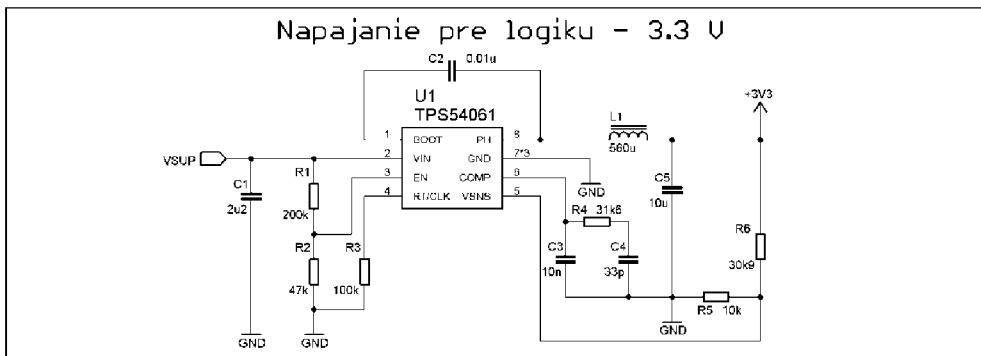 Napajanie pre logiku - 3.3 V
C2 0.01u
U1
TPS54061
+3V3
L1
560u
1 BOOT PH 8
2 VIN GND 7*3
3 EN COMP 6
4 RT/CLK VSNS 5
VSUP
C1
2u2
R1
200k
GND
C5
10u
R4 31k6
R6
30k9
R2
47k
R3
100k
C3
10n
C4
33p
R5 10k
GND
GND
GND